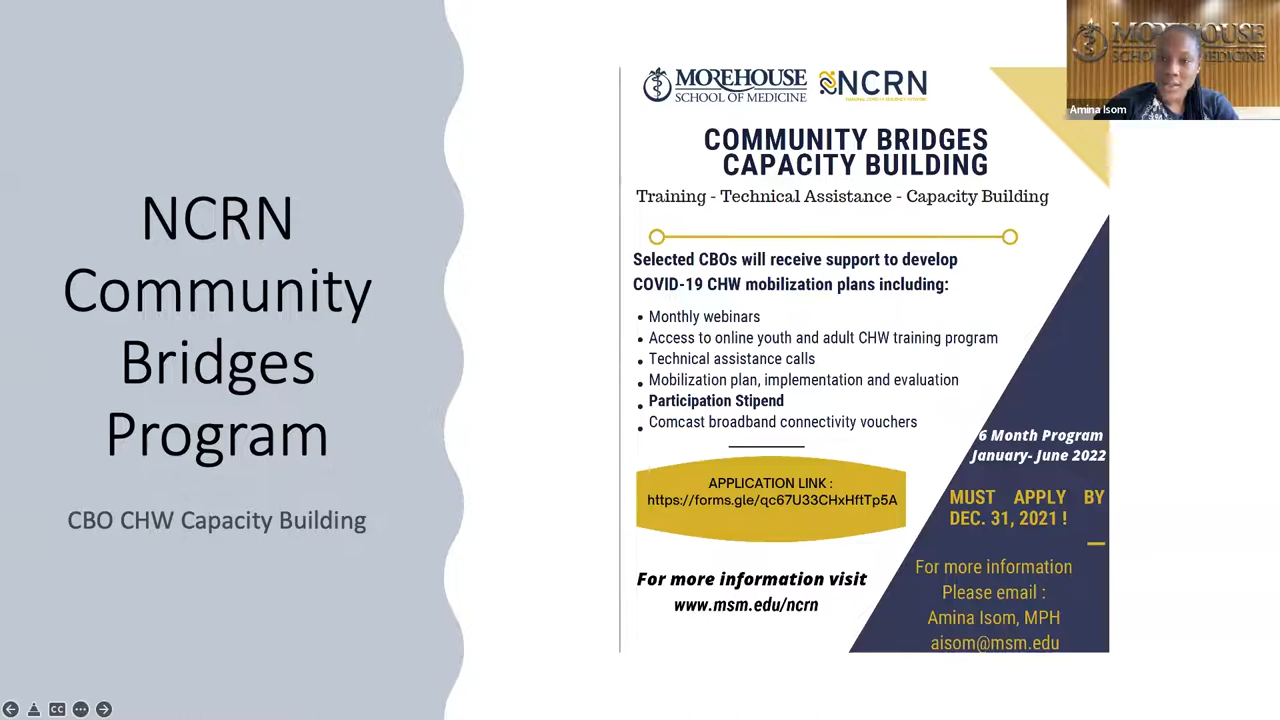 NCRN
Community
Bridges
Program
CBO CHW Capacity Building
MOREHOUSE
SCHOOL OF MEDICINE
NCRN
COMMUNITY BRIDGES
CAPACITY BUILDING
Training - Technical Assistance - Capacity Building
Selected CBOs will receive support to develop
COVID-19 CHW mobilization plans including:
• Monthly webinars
• Access to online youth and adult CHW training program
• Technical assistance calls
• Mobilization plan, implementation and evaluation
• Participation Stipend
• Comcast broadband connectivity vouchers
APPLICATION LINK :
https://forms.gle/qc67U33CHxHftTp5A
For more information visit
www.msm.edu/ncrn
6 Month Program
January- June 2022
MUST APPLY BY
DEC. 31, 2021 !
For more information
Please email :
Amina Isom, MPH
aisom@msm.edu
MOREHOUSE
SCHOOL OF MEDICINE
Amina Isom
CC